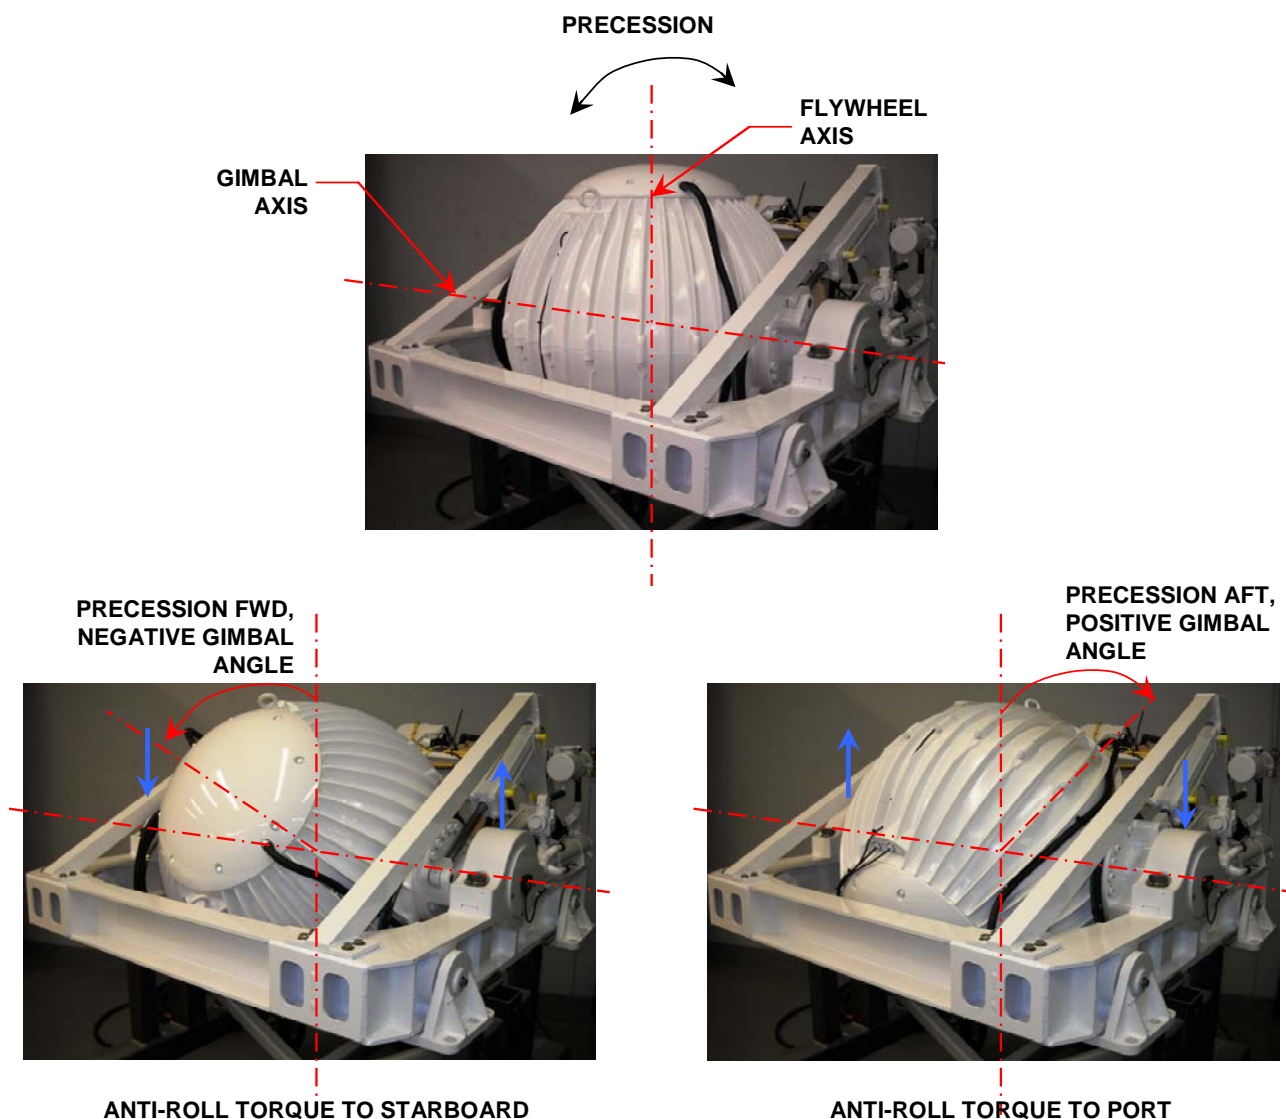 PRECESSION
FLYWHEEL
AXIS
GIMBAL
AXIS
PRECESSION FWD,
NEGATIVE GIMBAL
ANGLE
PRECESSION AFT,
POSITIVE GIMBAL
ANGLE
ANTI-ROLL TORQUE TO STARBOARD
ANTI-ROLL TORQUE TO PORT